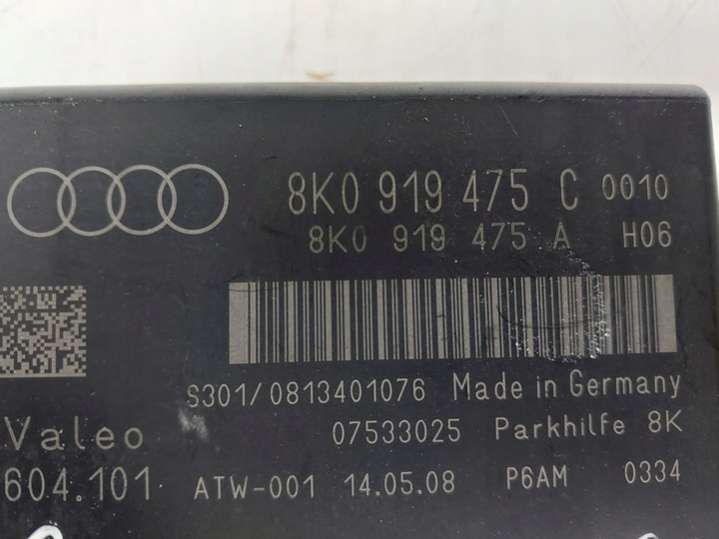 8K0 919 475 C 0010
8K0 919 475 A H06
S301/0813401076 Made in Germany
Valeo 07533025 Parkhilfe 8K
604.101 ATW-001 14.05.08 P6AM 0334